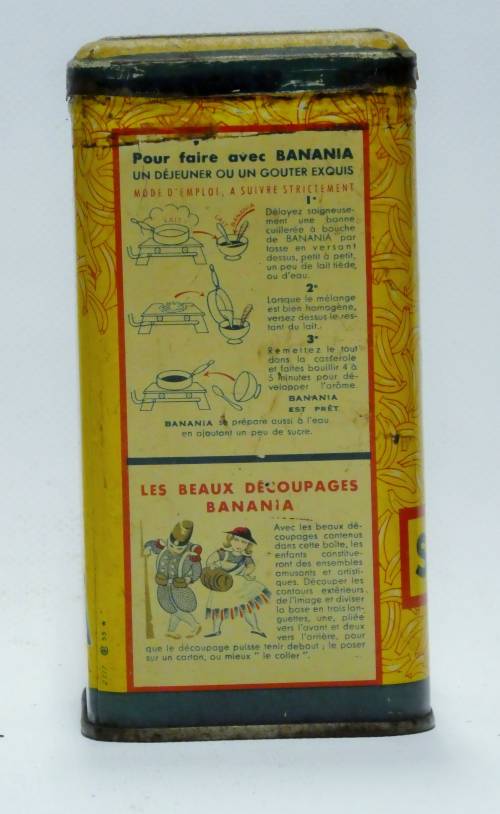 Pour faire avec BANANIA
UN DÉJEUNER OU UN GOUTER EXQUIS
MODE D'EMPLOI, A SUIVRE STRICTEMENT
1º
Délayez soigneuse-
ment une bonne
cuillerée à bouche
de BANANIA par
tasse en versant
dessus, petit à petit,
un peu de lait tiède,
ou d'eau.
LAIT
LAIT
BANANIA
2º
Lorsque le mélange
est bien homogène,
versez dessus le res-
tant du lait.
3º
Remettez le tout
dans la casserole
et faites bouillir 4 à
5 minutes pour dé-
velopper l'arôme.
BANANIA
EST PRÊT
BANANIA se prépare aussi à l'eau
en ajoutant un peu de sucre.
LES BEAUX DÉCOUPAGES
BANANIA
Avec les beaux dé-
coupages contenus
dans cette boîte, les
enfants constitue-
ront des ensembles
amusants et artisti-
ques. Découper les
contours extérieurs
de l'image et diviser
la base en trois lan-
guettes, une, pliée
vers l'avant et deux
vers l'arrière, pour
que le découpage puisse tenir debout ; le poser
sur un carton, ou mieux " le coller ".
S